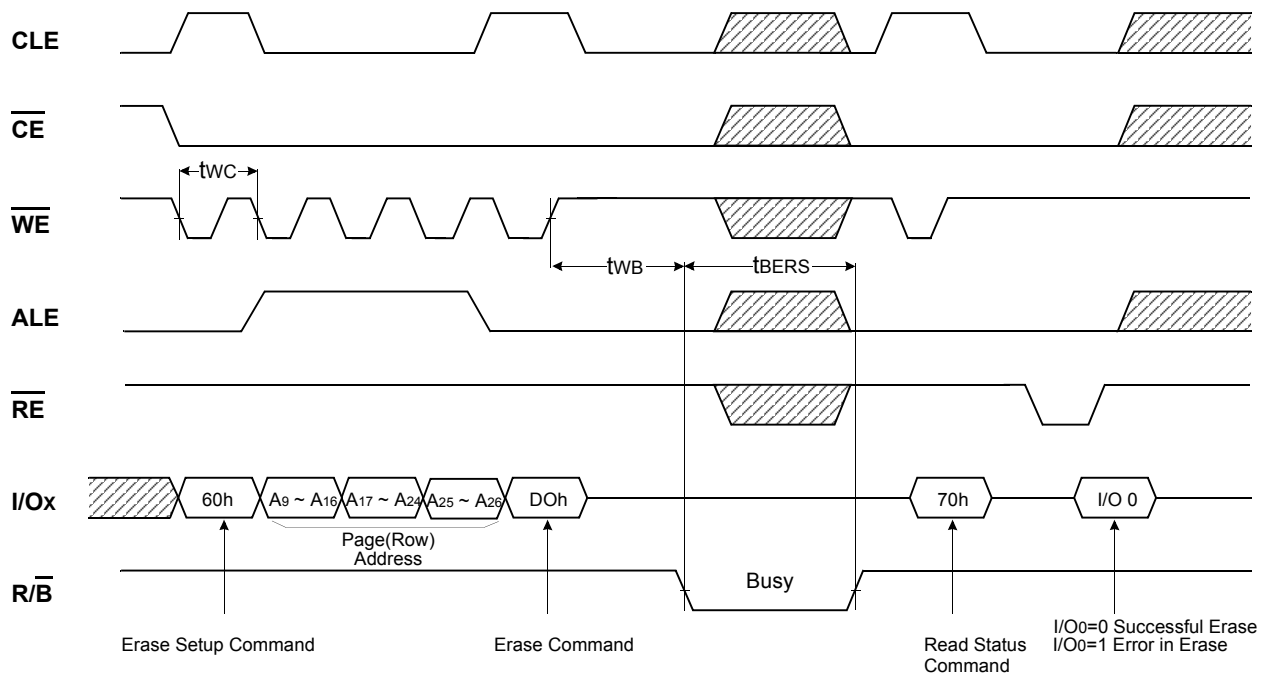 CLE
CE
tWC
WE
tWB
tBERS
ALE
RE
I/Ox
60h
A9 ~ A16
A17 ~ A24
A25 ~ A26
DOh
70h
I/O 0
Page(Row)
Address
R/B
Busy
Erase Setup Command
Erase Command
Read Status
Command
I/O0=0 Successful Erase
I/O0=1 Error in Erase